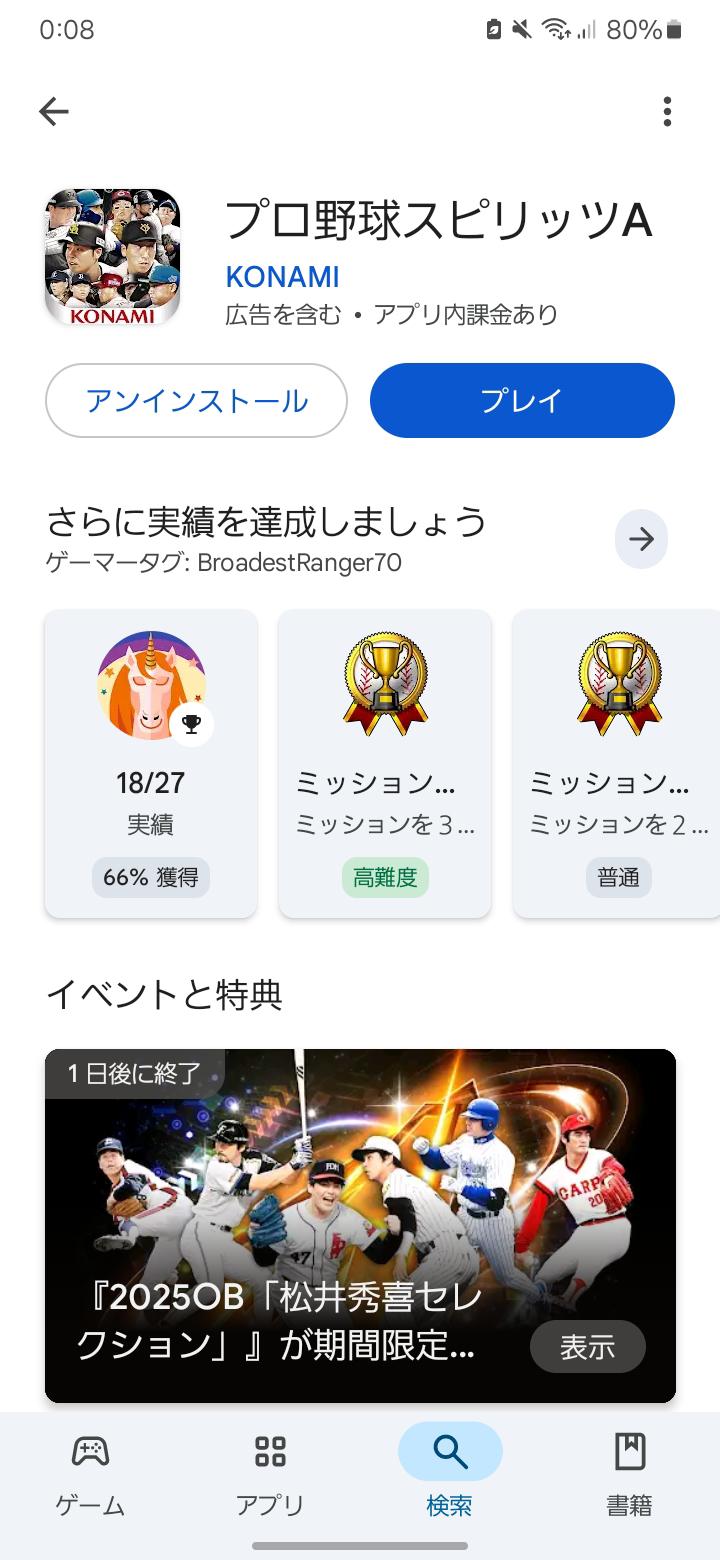 0:08
80%
KONAMI
プロ野球スピリッツA
KONAMI
広告を含む • アプリ内課金あり
アンインストール
プレイ
さらに実績を達成しましょう
ゲーマータグ: BroadestRanger70
18/27
実績
66% 獲得
ミッション...
ミッションを３...
高難度
ミッション...
ミッションを２...
普通
イベントと特典
1 日後に終了
FDH
47
CARP
20
『2025OB「松井秀喜セレ
クション」』が期間限定...
表示
ゲーム
アプリ
検索
書籍